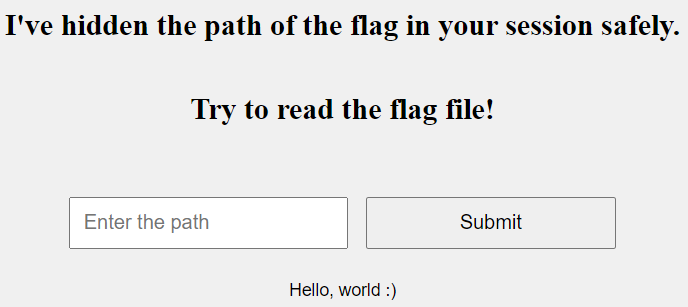 I've hidden the path of the flag in your session safely.
Try to read the flag file!
Enter the path
Submit
Hello, world :)